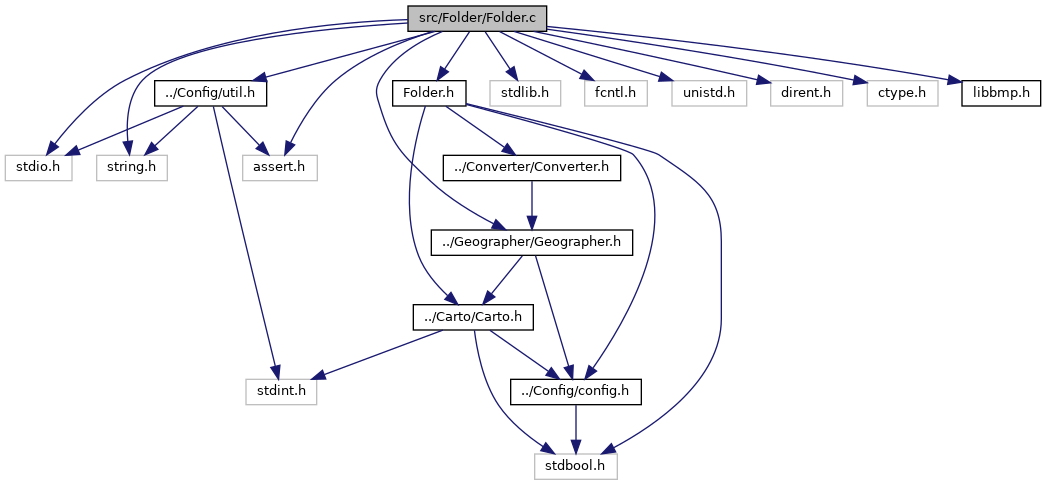 src/Folder/Folder.c
../Config/util.h
Folder.h
stdlib.h
fcntl.h
unistd.h
dirent.h
ctype.h
libbmp.h
stdio.h
string.h
assert.h
../Converter/Converter.h
../Geographer/Geographer.h
../Carto/Carto.h
stdint.h
../Config/config.h
stdbool.h